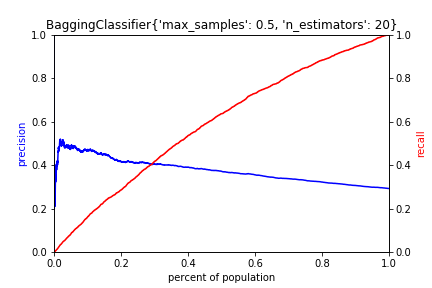 BaggingClassifier{'max_samples': 0.5, 'n_estimators': 20}
1.0
0.8
0.6
0.4
0.2
0.0
precision
1.0
0.8
0.6
0.4
0.2
0.0
recall
0.0 0.2 0.4 0.6 0.8 1.0
percent of population